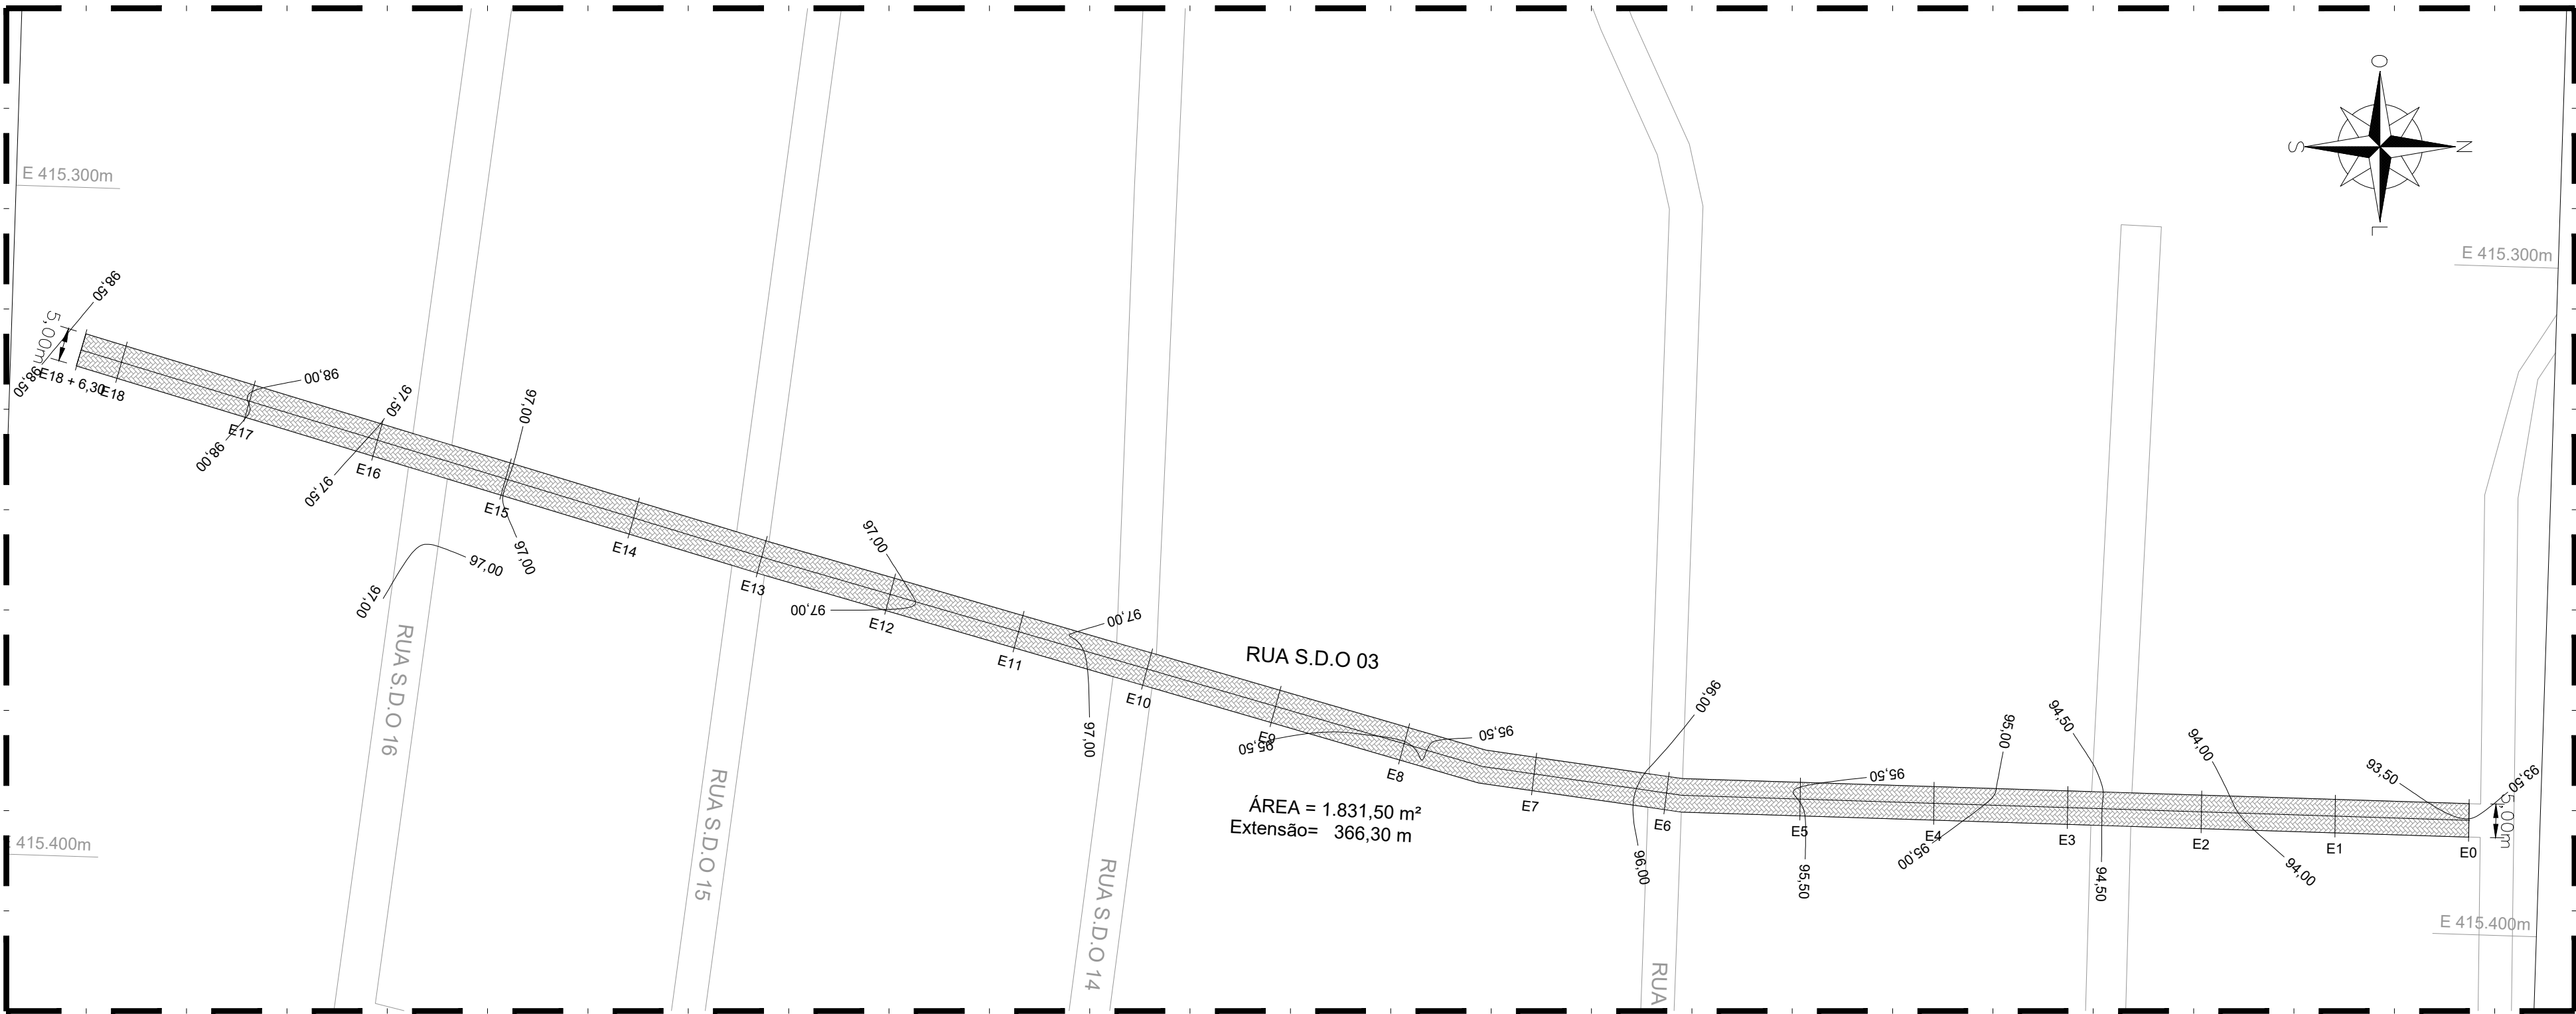 O
N
S
L
E 415.300m
E 415.300m
98,50
5,00m
98,50
E18 + 6,30
E18
98,00
98,00
E17
97,50
97,50
E16
97,00
97,00
E15
97,00
97,00
E14
E13
97,00
97,00
E12
E11
97,00
97,00
E10
RUA S.D.O 03
E9
95,50
95,50
E8
E7
ÁREA = 1.831,50 m²
Extensão= 366,30 m
96,00
96,00
E6
95,50
95,50
E5
95,00
95,00
E4
94,50
94,50
E3
94,00
94,00
E2
E1
93,50
93,50
5,00m
E0
RUA S.D.O 16
RUA S.D.O 15
RUA S.D.O 14
RUA
415.400m
E 415.400m